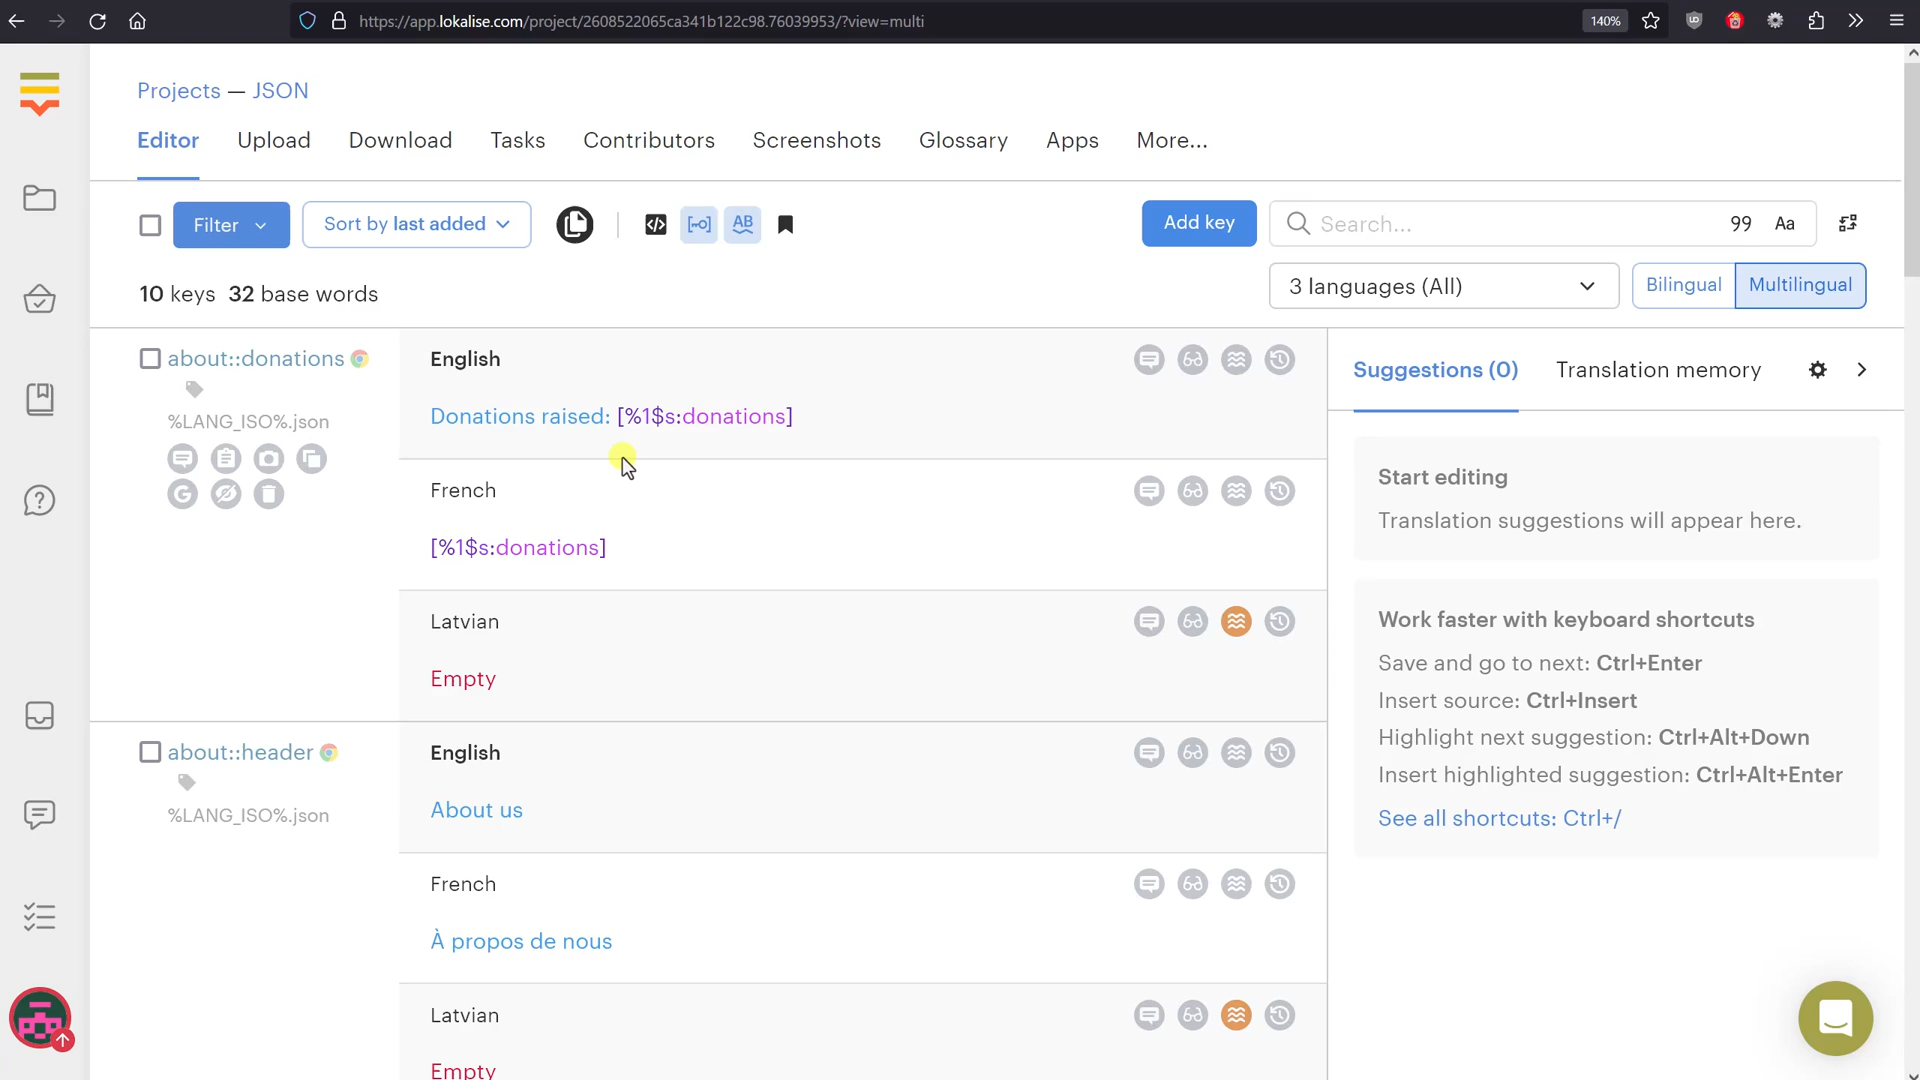 https://app.lokalise.com/project/2608522065ca341b122c98.76039953/?view=multi
140%
Projects — JSON
Editor Upload Download Tasks Contributors Screenshots Glossary Apps More...
Filter Sort by last added Add key Search... 99 Aa
10 keys 32 base words
3 languages (All) Bilingual Multilingual
about::donations
%LANG_ISO%.json
English
Donations raised: [%1$s:donations]
French
[%1$s:donations]
Latvian
Empty
about::header
%LANG_ISO%.json
English
About us
French
À propos de nous
Latvian
Empty
Suggestions (0) Translation memory
Start editing
Translation suggestions will appear here.
Work faster with keyboard shortcuts
Save and go to next: Ctrl+Enter
Insert source: Ctrl+Insert
Highlight next suggestion: Ctrl+Alt+Down
Insert highlighted suggestion: Ctrl+Alt+Enter
See all shortcuts: Ctrl+/